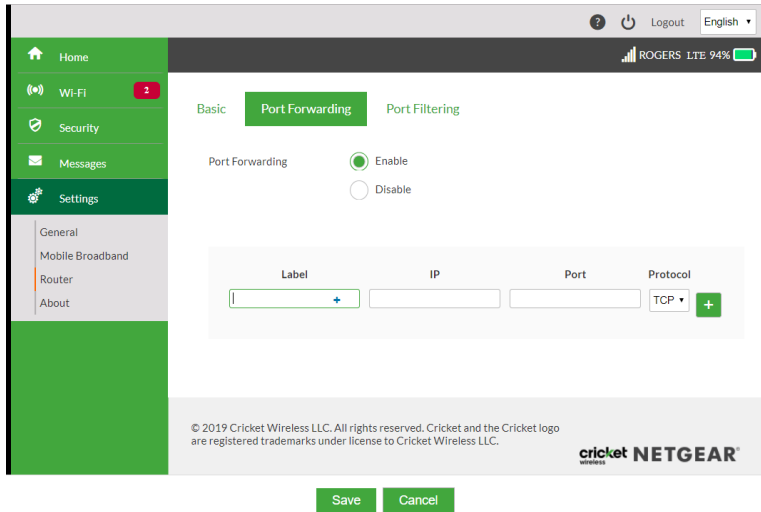 ? Logout English
Home
ROGERS LTE 94%
Wi-Fi 2
Security
Messages
Settings
General
Mobile Broadband
Router
About
Basic Port Forwarding Port Filtering
Port Forwarding Enable
Disable
Label IP Port Protocol
+ TCP +
© 2019 Cricket Wireless LLC. All rights reserved. Cricket and the Cricket logo
are registered trademarks under license to Cricket Wireless LLC.
cricket wireless NETGEAR®
Save Cancel